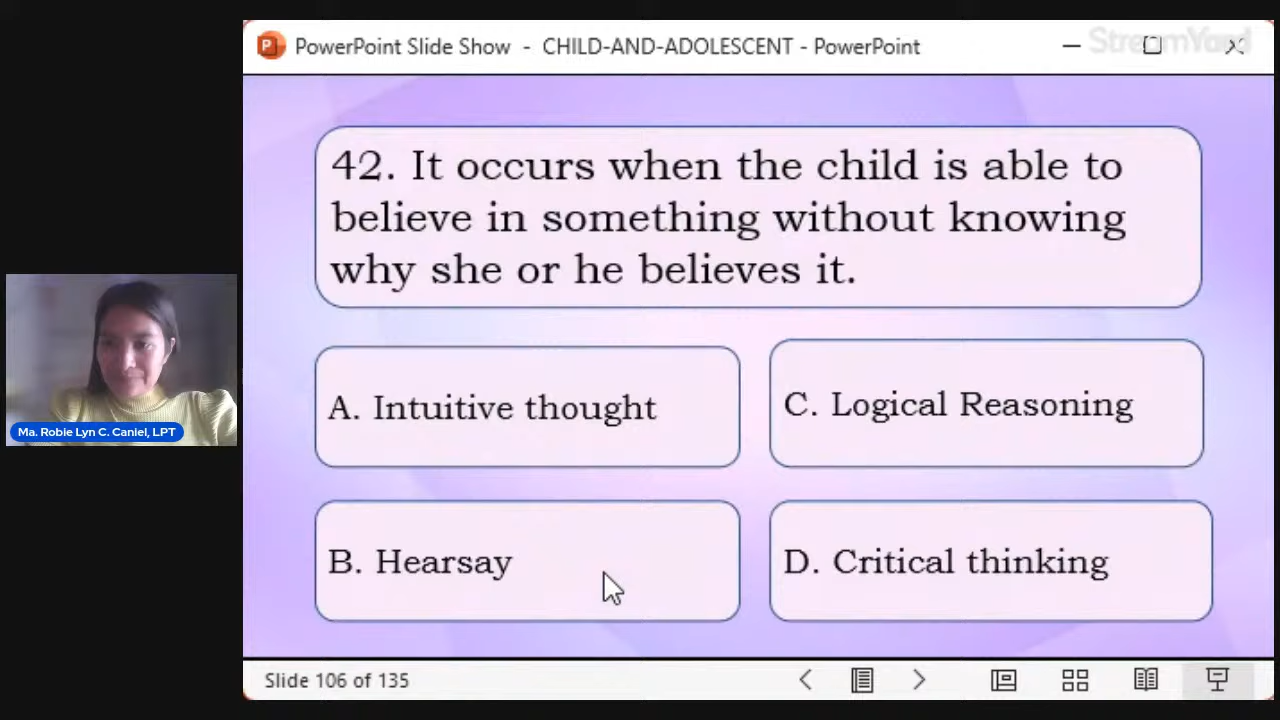 PowerPoint Slide Show - CHILD-AND-ADOLESCENT - PowerPoint
StreamYard
42. It occurs when the child is able to
believe in something without knowing
why she or he believes it.
A. Intuitive thought
C. Logical Reasoning
B. Hearsay
D. Critical thinking
Ma. Robie Lyn C. Caniel, LPT
Slide 106 of 135